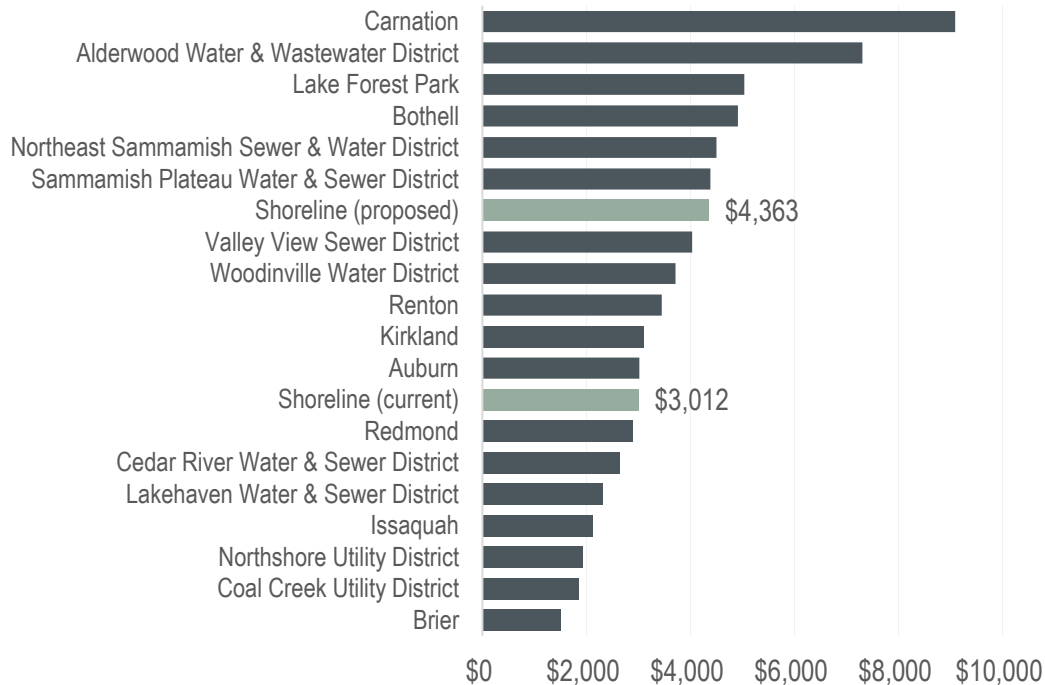 Carnation
Alderwood Water & Wastewater District
Lake Forest Park
Bothell
Northeast Sammamish Sewer & Water District
Sammamish Plateau Water & Sewer District
Shoreline (proposed) $4,363
Valley View Sewer District
Woodinville Water District
Renton
Kirkland
Auburn
Shoreline (current) $3,012
Redmond
Cedar River Water & Sewer District
Lakehaven Water & Sewer District
Issaquah
Northshore Utility District
Coal Creek Utility District
Brier
$0 $2,000 $4,000 $6,000 $8,000 $10,000